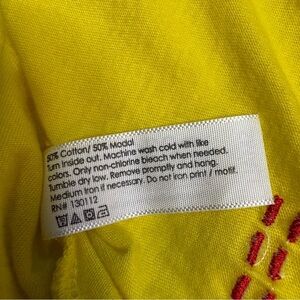 50% Cotton/ 50% Modal
Turn inside out. Machine wash cold with like
colors. Only non-chlorine bleach when needed.
Tumble dry low. Remove promptly and hang.
Medium iron if necessary. Do not iron print / motif.
RN# 130112